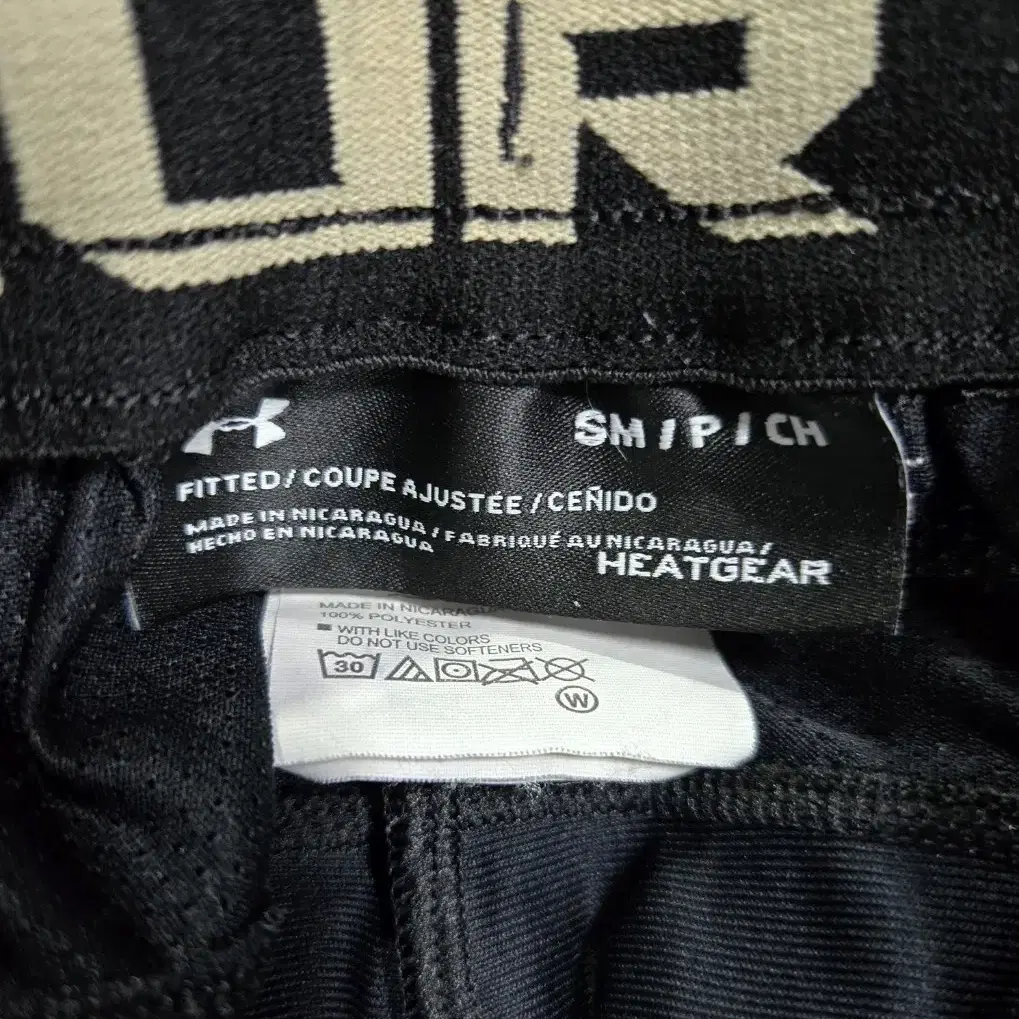 UR
SM / P / CH
FITTED / COUPE AJUSTÉE / CEÑIDO
MADE IN NICARAGUA / FABRIQUÉ AU NICARAGUA /
HECHO EN NICARAGUA
HEATGEAR
MADE IN NICARAGUA
100% POLYESTER
WITH LIKE COLORS
DO NOT USE SOFTENERS
30
W